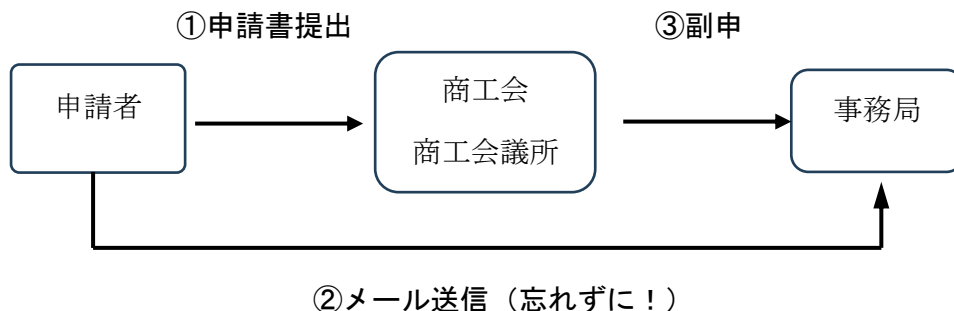 ①申請書提出
③副申
申請者
商工会
商工会議所
事務局
②メール送信（忘れずに！）